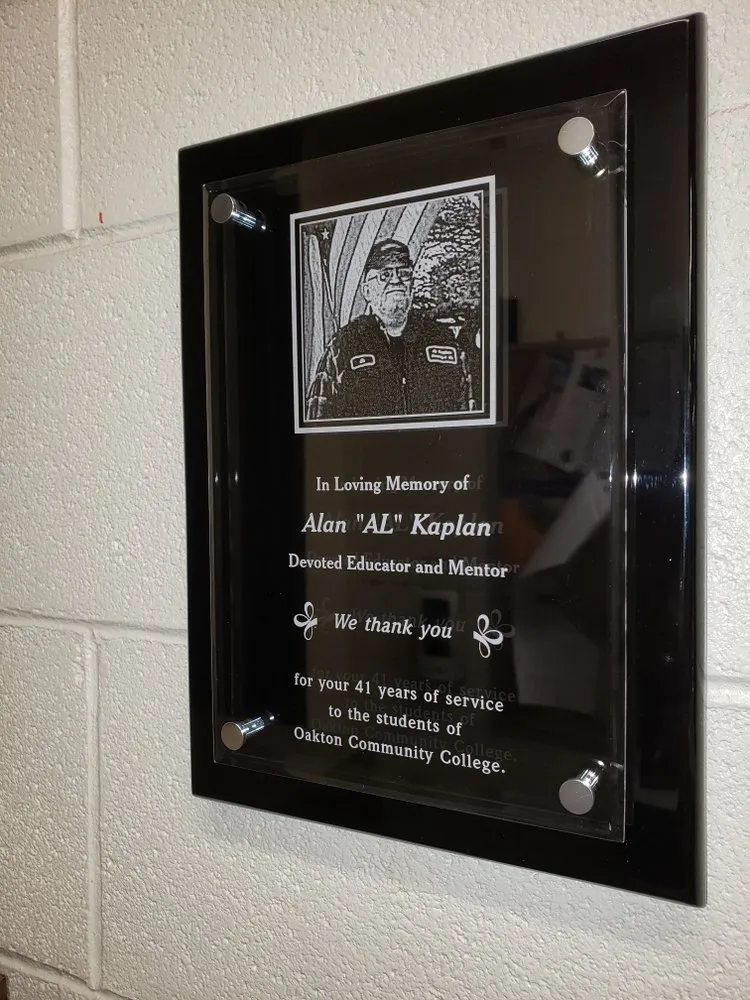 In Loving Memory of
Alan "AL" Kaplan
Devoted Educator and Mentor
We thank you
for your 41 years of service
to the students of
Oakton Community College.